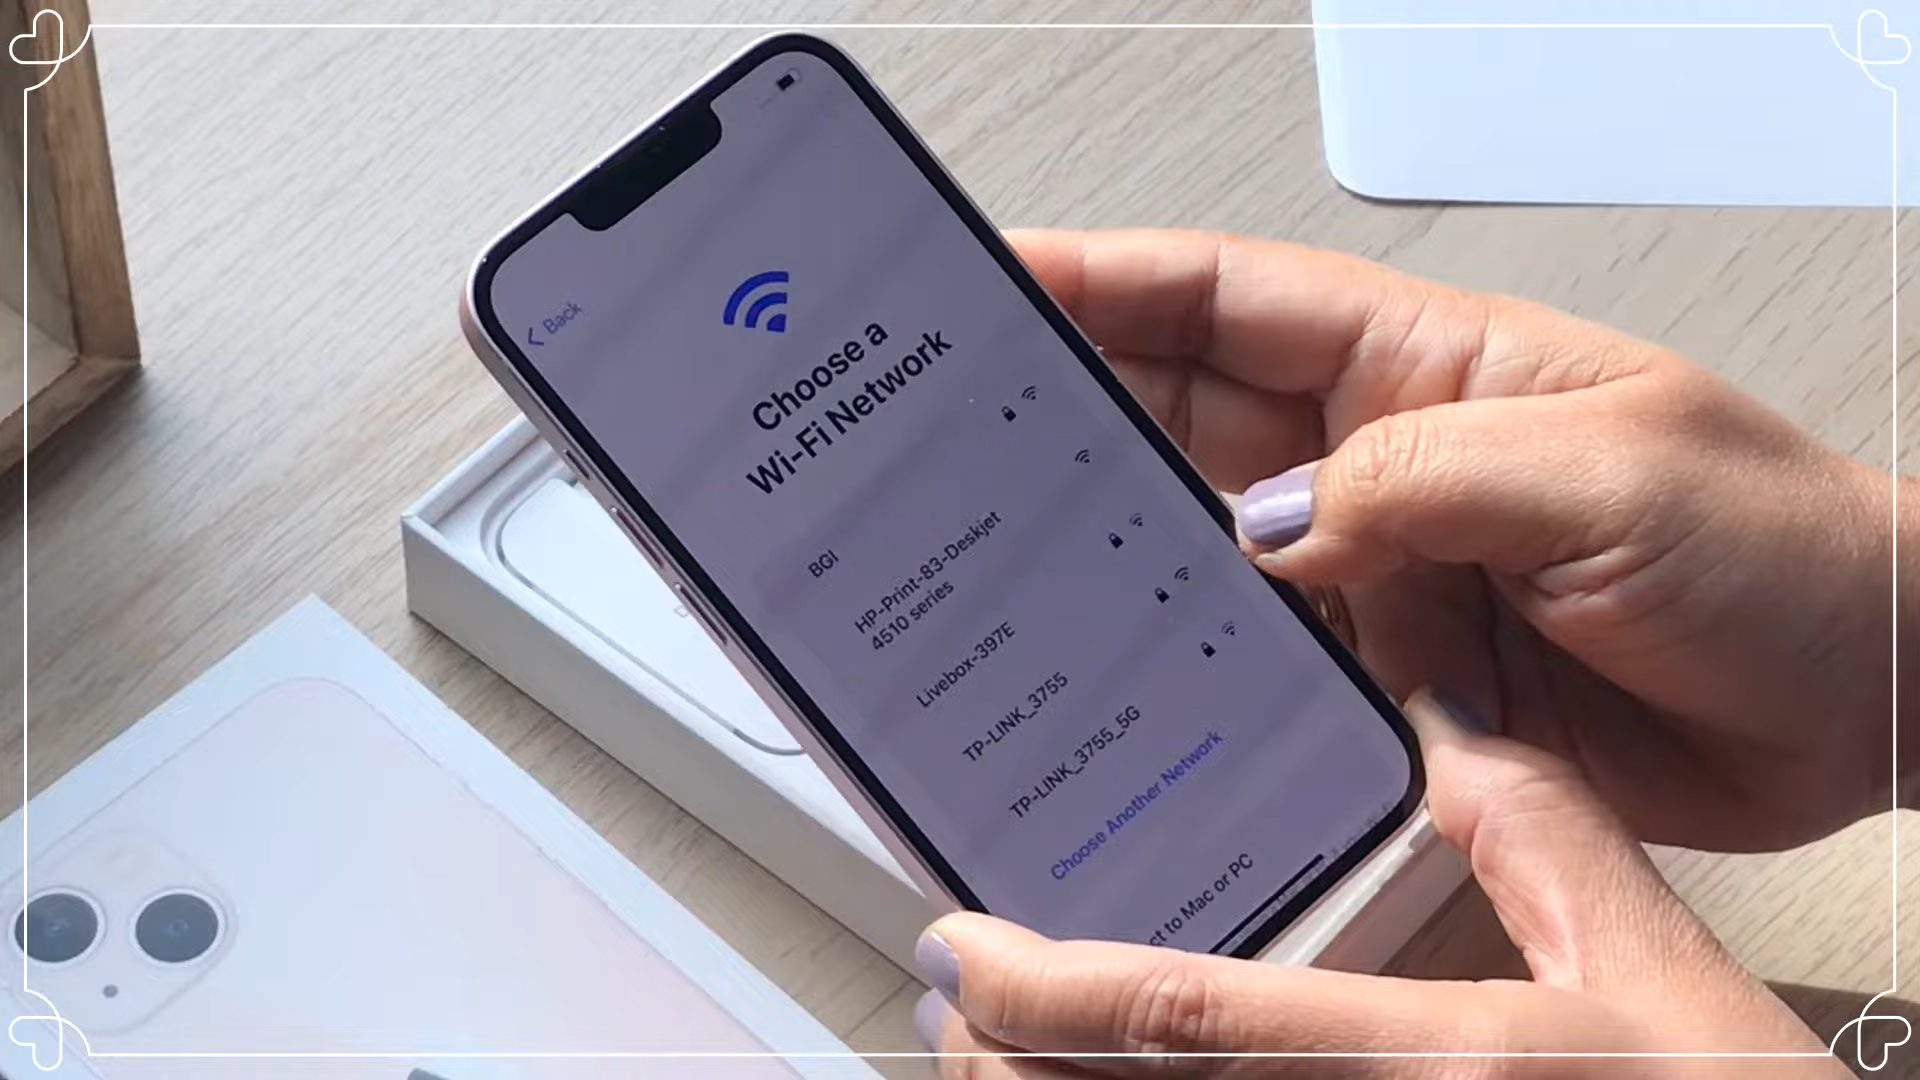 Back
Choose a
Wi-Fi Network
BGI
HP-Print-83-Deskjet
4510 series
Livebox-397E
TP-LINK_3755
TP-LINK_3755_5G
Choose Another Network
ct to Mac or PC